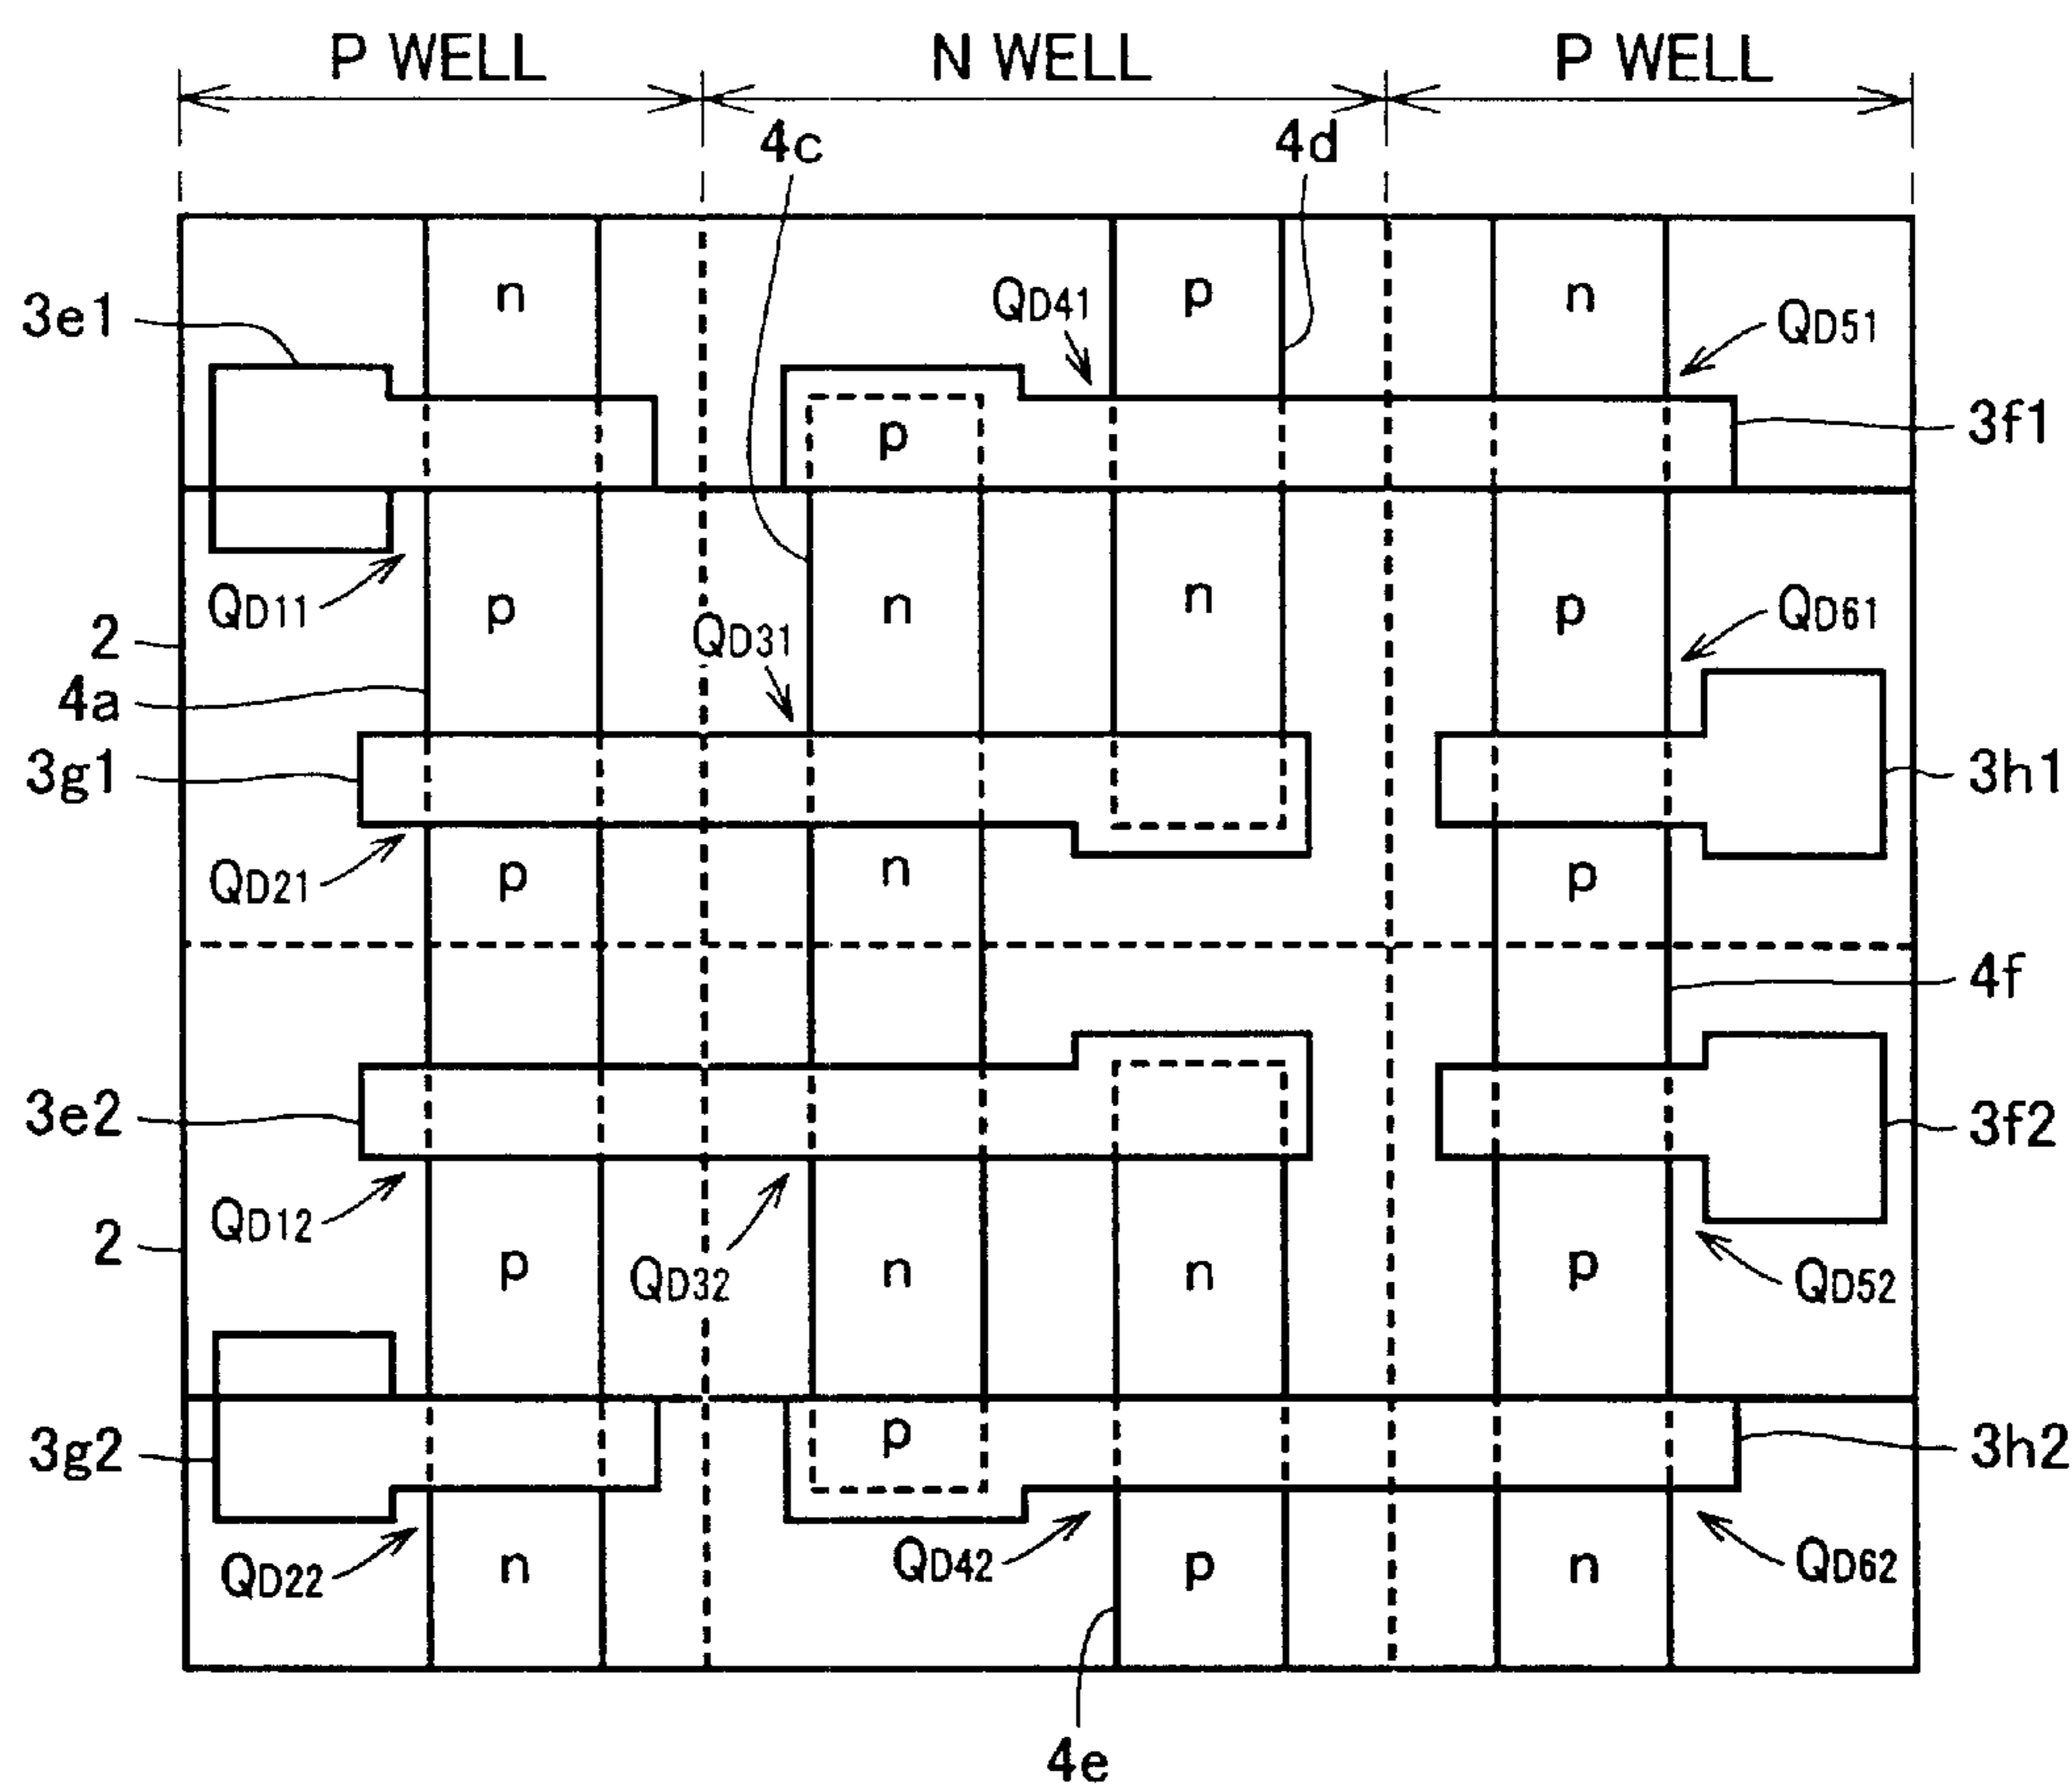 P WELL N WELL P WELL
4c 4d
n QD41 p n QD51
3e1
p 3f1
QD11 p QD31 n n p QD61
2
4a
3g1 3h1
QD21 p n p
4f
3e2 3f2
QD12 p QD32 n n p QD52
2
3g2 p 3h2
QD22 n QD42 p n QD62
4e